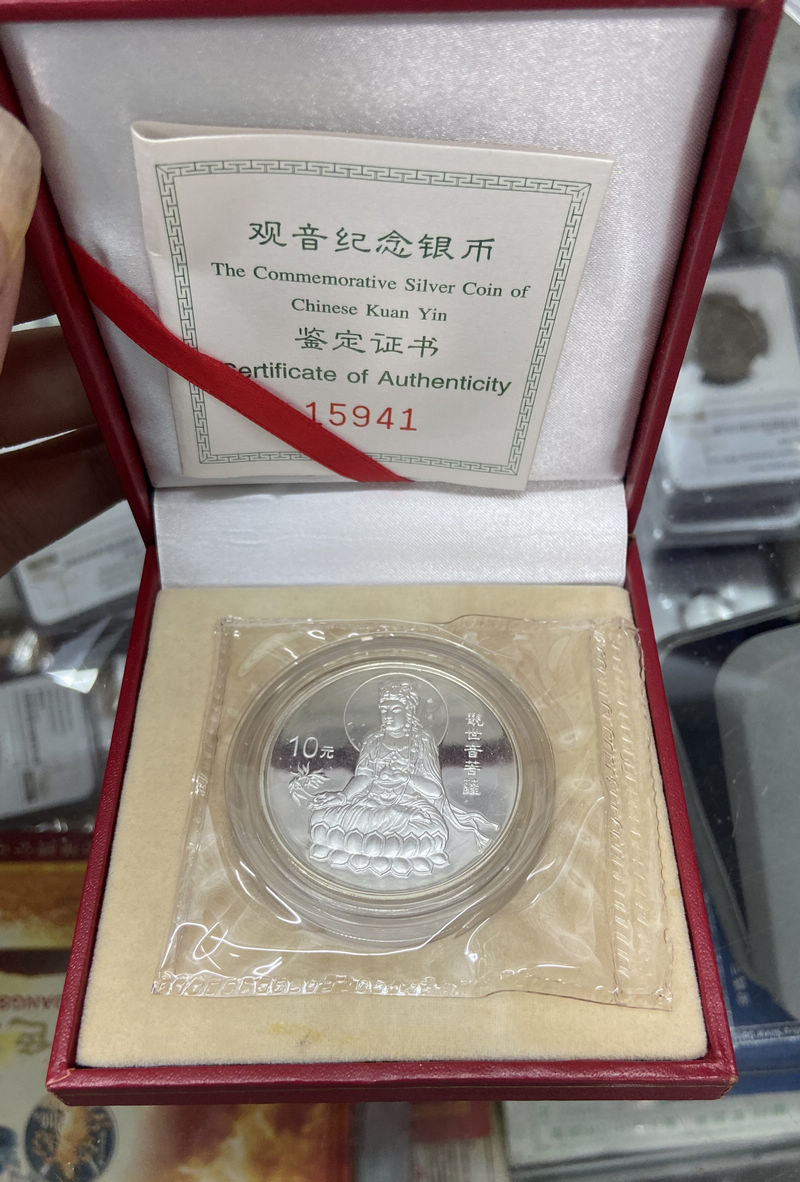 观音纪念银币
The Commemorative Silver Coin of
Chinese Kuan Yin
鉴定证书
Certificate of Authenticity
15941
10元
觀世音菩薩